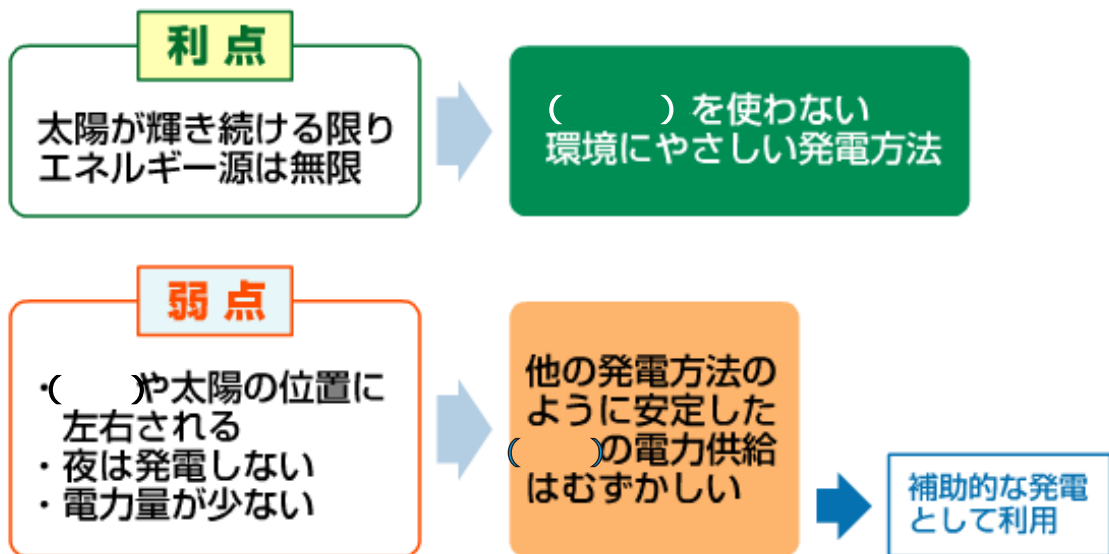 利点
太陽が輝き続ける限り
エネルギー源は無限
(　　　)を使わない
環境にやさしい発電方法
弱点
・(　　)や太陽の位置に
左右される
・夜は発電しない
・電力量が少ない
他の発電方法の
ように安定した
(　　)の電力供給
はむずかしい
補助的な発電
として利用